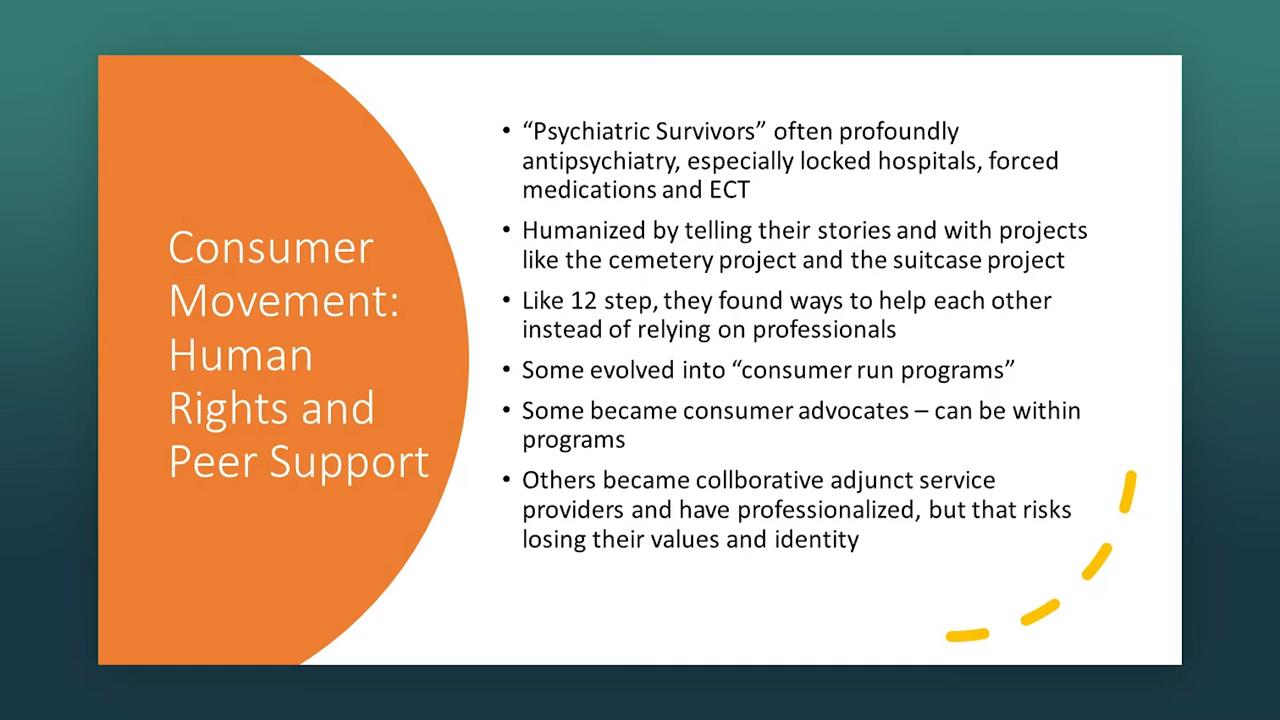 Consumer
Movement:
Human
Rights and
Peer Support
• “Psychiatric Survivors” often profoundly
antipsychiatry, especially locked hospitals, forced
medications and ECT
• Humanized by telling their stories and with projects
like the cemetery project and the suitcase project
• Like 12 step, they found ways to help each other
instead of relying on professionals
• Some evolved into “consumer run programs”
• Some became consumer advocates – can be within
programs
• Others became collborative adjunct service
providers and have professionalized, but that risks
losing their values and identity